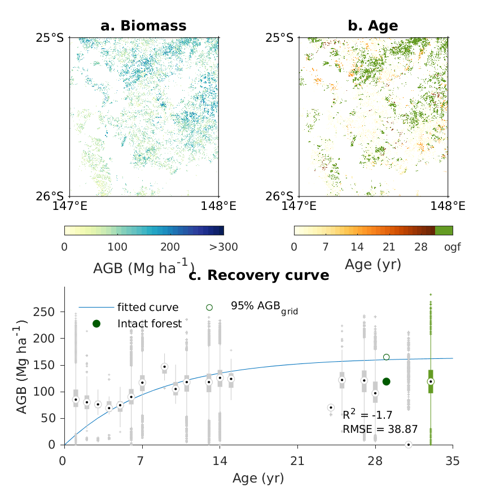 a. Biomass
b. Age
25°S
26°S
147°E
148°E
25°S
26°S
147°E
148°E
0 100 200 >300
AGB (Mg ha⁻¹)
0 7 14 21 28 ogf
Age (yr)
c. Recovery curve
AGB (Mg ha⁻¹)
250
200
150
100
50
0
fitted curve
Intact forest
95% AGB_grid
R² = -1.7
RMSE = 38.87
0 7 14 21 28 35
Age (yr)